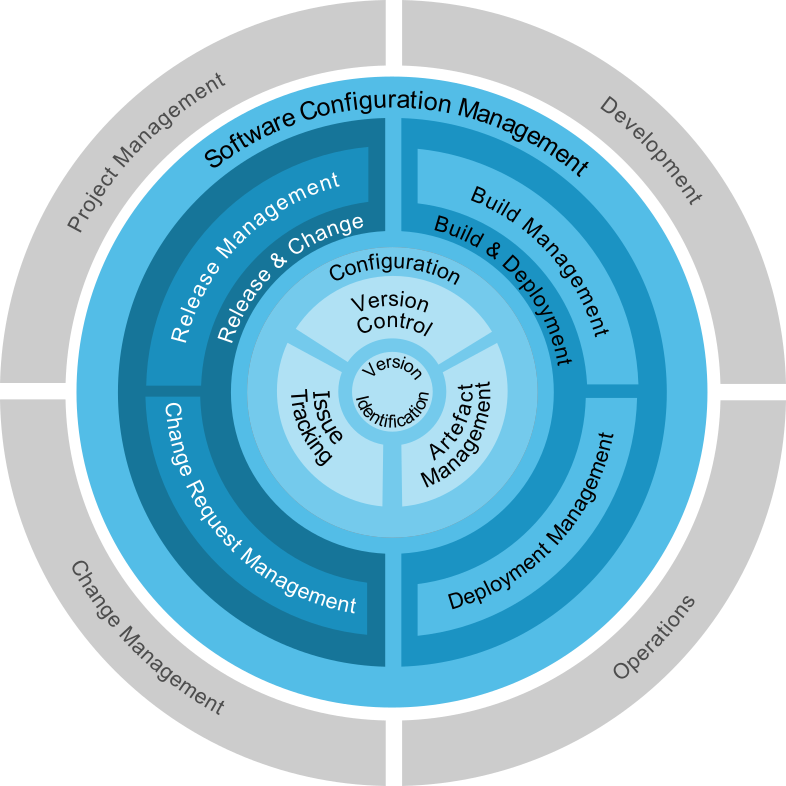 Project Management
Development
Software Configuration Management
Release Management
Build Management
Release & Change
Build & Deployment
Configuration
Version
Control
Version
Identification
Issue
Tracking
Artefact
Management
Change Request Management
Deployment Management
Change Management
Operations